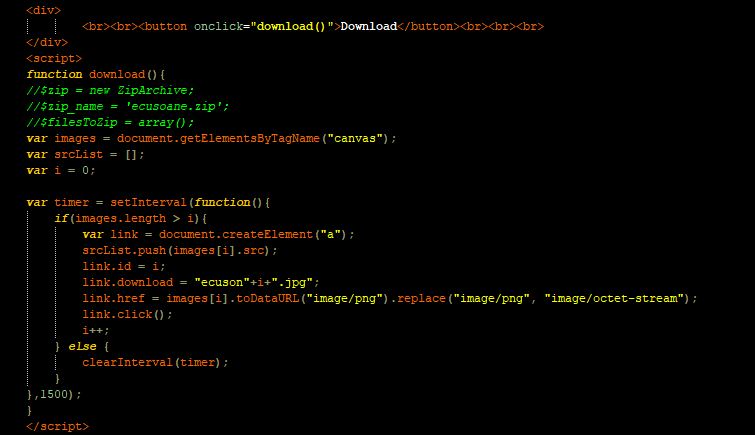 <div>
<br><br><button onclick="download()">Download</button><br><br><br>
</div>
<script>
function download(){
//$zip = new ZipArchive;
//$zip_name = 'ecusoane.zip';
//$filesToZip = array();
var images = document.getElementsByTagName("canvas");
var srcList = [];
var i = 0;
var timer = setInterval(function(){
if(images.length > i){
var link = document.createElement("a");
srcList.push(images[i].src);
link.id = i;
link.download = "ecuson"+i+".jpg";
link.href = images[i].toDataURL("image/png").replace("image/png", "image/octet-stream");
link.click();
i++;
} else {
clearInterval(timer);
}
},1500);
}
</script>